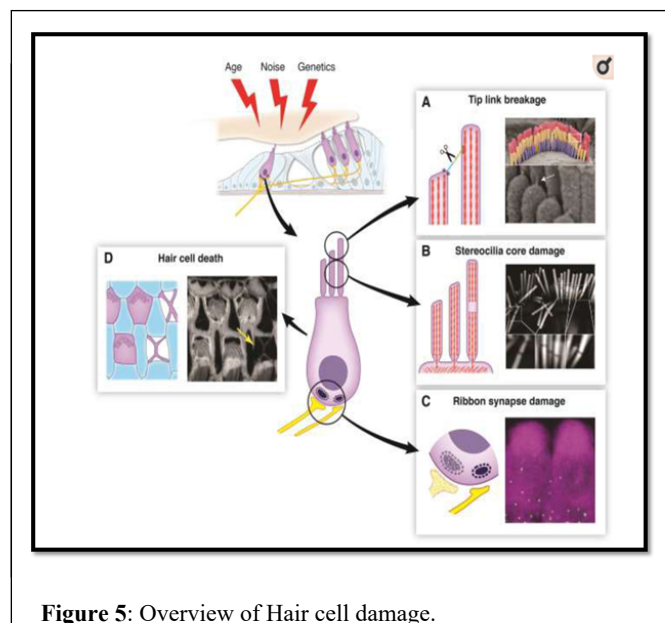 Age Noise Genetics
A Tip link breakage
B Stereocilia core damage
D Hair cell death
C Ribbon synapse damage
Figure 5: Overview of Hair cell damage.